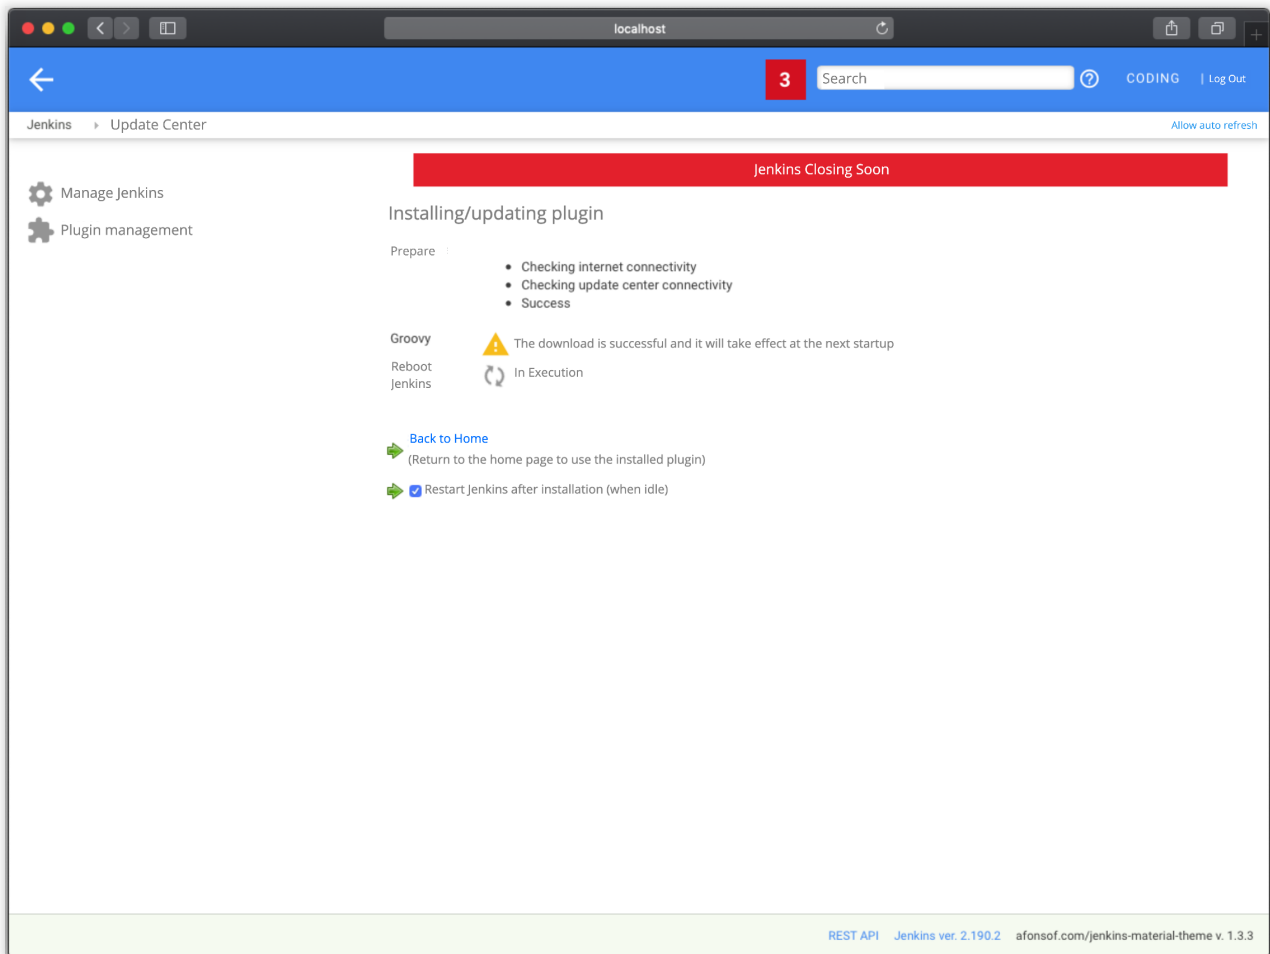 localhost
3
Search
CODING
| Log Out
Jenkins
Update Center
Allow auto refresh
Jenkins Closing Soon
Manage Jenkins
Plugin management
Installing/updating plugin
Prepare
Checking internet connectivity
Checking update center connectivity
Success
Groovy
The download is successful and it will take effect at the next startup
Reboot
Jenkins
In Execution
Back to Home
(Return to the home page to use the installed plugin)
Restart Jenkins after installation (when idle)
REST API
Jenkins ver. 2.190.2
afonsof.com/jenkins-material-theme v. 1.3.3